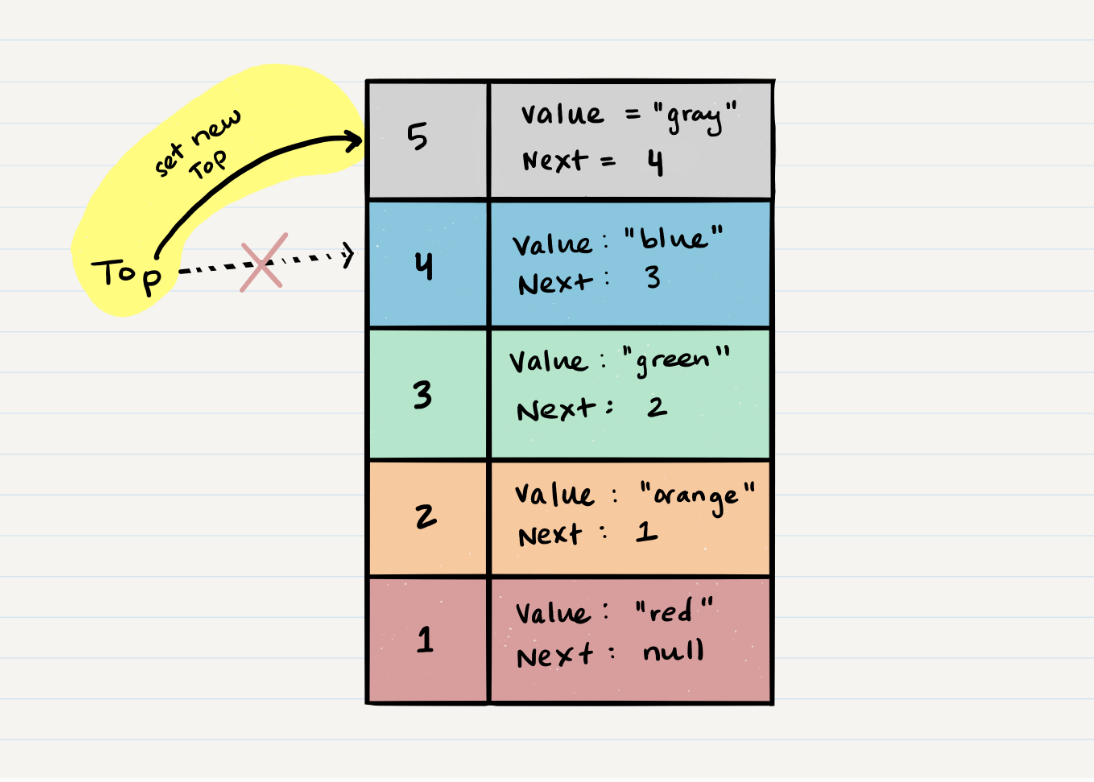 set new
Top
Top
5
value = "gray"
Next = 4
4
Value : "blue"
Next : 3
3
Value : "green"
Next : 2
2
Value : "orange"
Next : 1
1
Value : "red"
Next : null